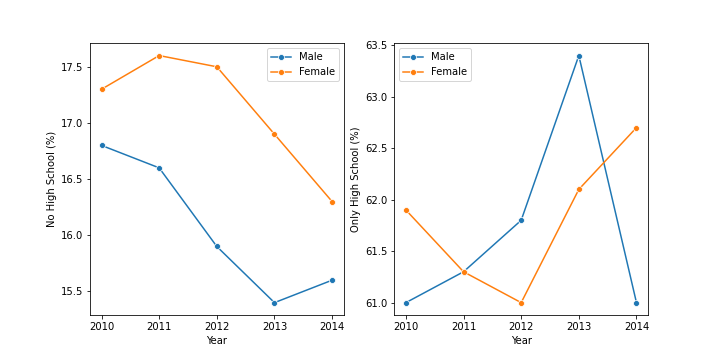 No High School (%)
17.5
17.0
16.5
16.0
15.5
2010 2011 2012 2013 2014
Year
Male
Female
Only High School (%)
63.5
63.0
62.5
62.0
61.5
61.0
2010 2011 2012 2013 2014
Year
Male
Female